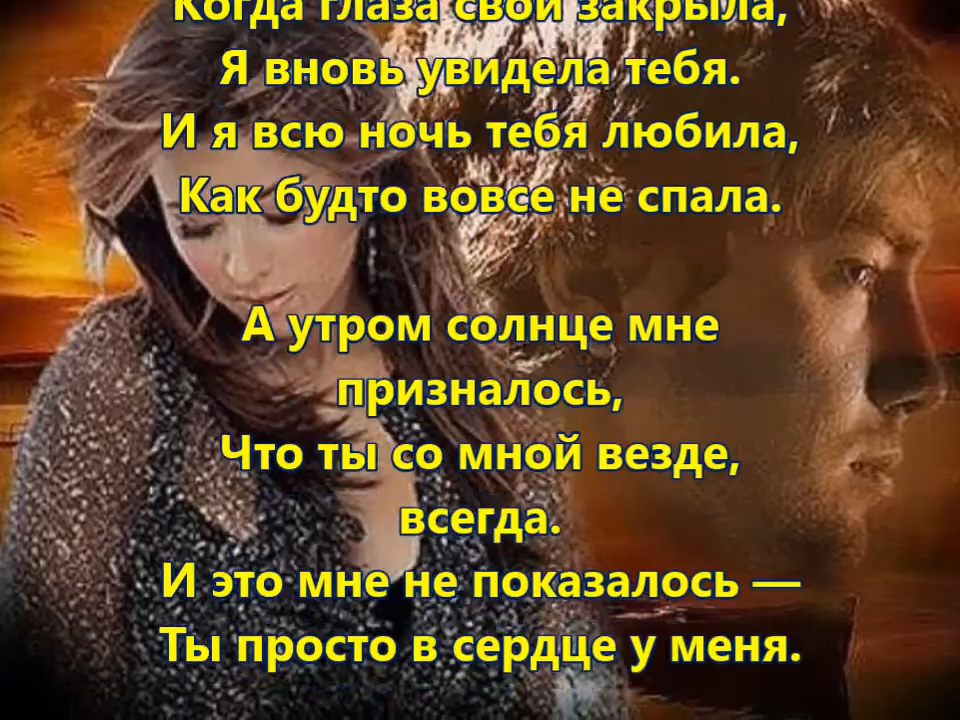 Когда глаза свои закрыла,
Я вновь увидела тебя.
И я всю ночь тебя любила,
Как будто вовсе не спала.
А утром солнце мне
призналось,
Что ты со мной везде,
всегда.
И это мне не показалось —
Ты просто в сердце у меня.